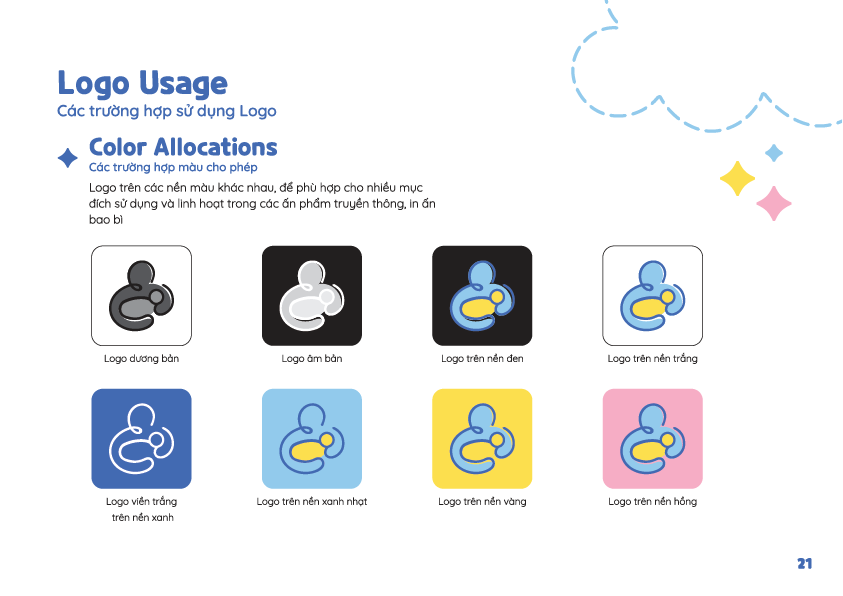 Logo Usage
Các trường hợp sử dụng Logo
Color Allocations
Các trường hợp màu cho phép
Logo trên các nền màu khác nhau, để phù hợp cho nhiều mục
đích sử dụng và linh hoạt trong các ấn phẩm truyền thông, in ấn
bao bì
Logo dương bản
Logo âm bản
Logo trên nền đen
Logo trên nền trắng
Logo viền trắng
trên nền xanh
Logo trên nền xanh nhạt
Logo trên nền vàng
Logo trên nền hồng
21